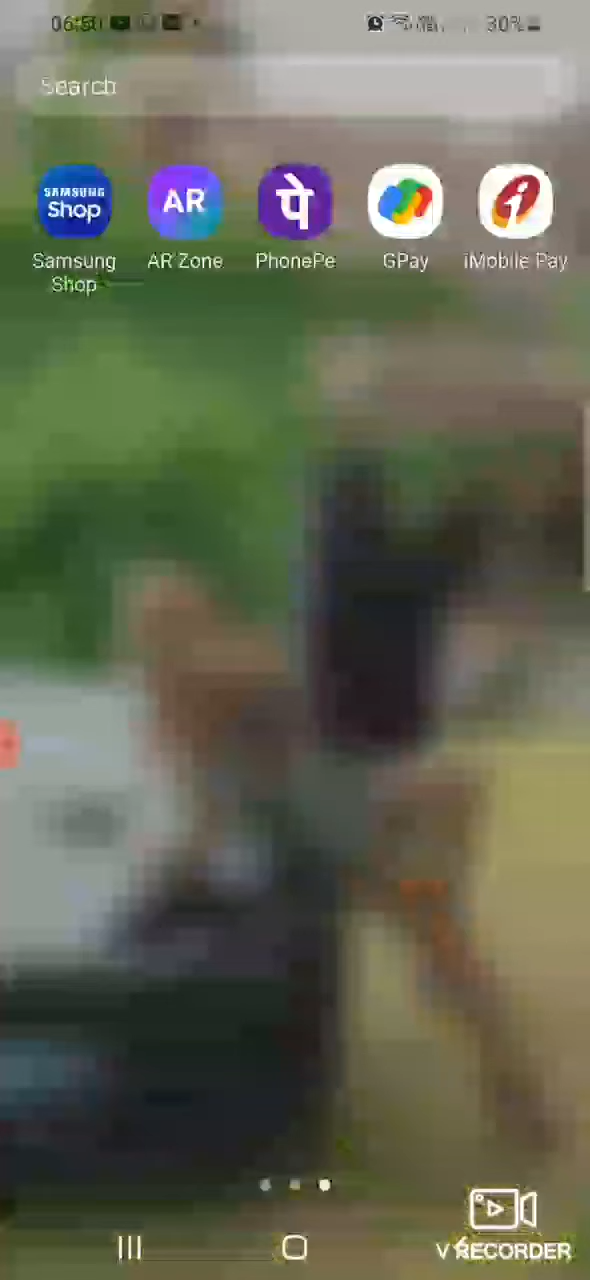 06:50 30%
Search
SAMSUNG
Shop
AR
पे
Samsung
Shop
AR Zone
PhonePe
GPay
iMobile Pay
V RECORDER